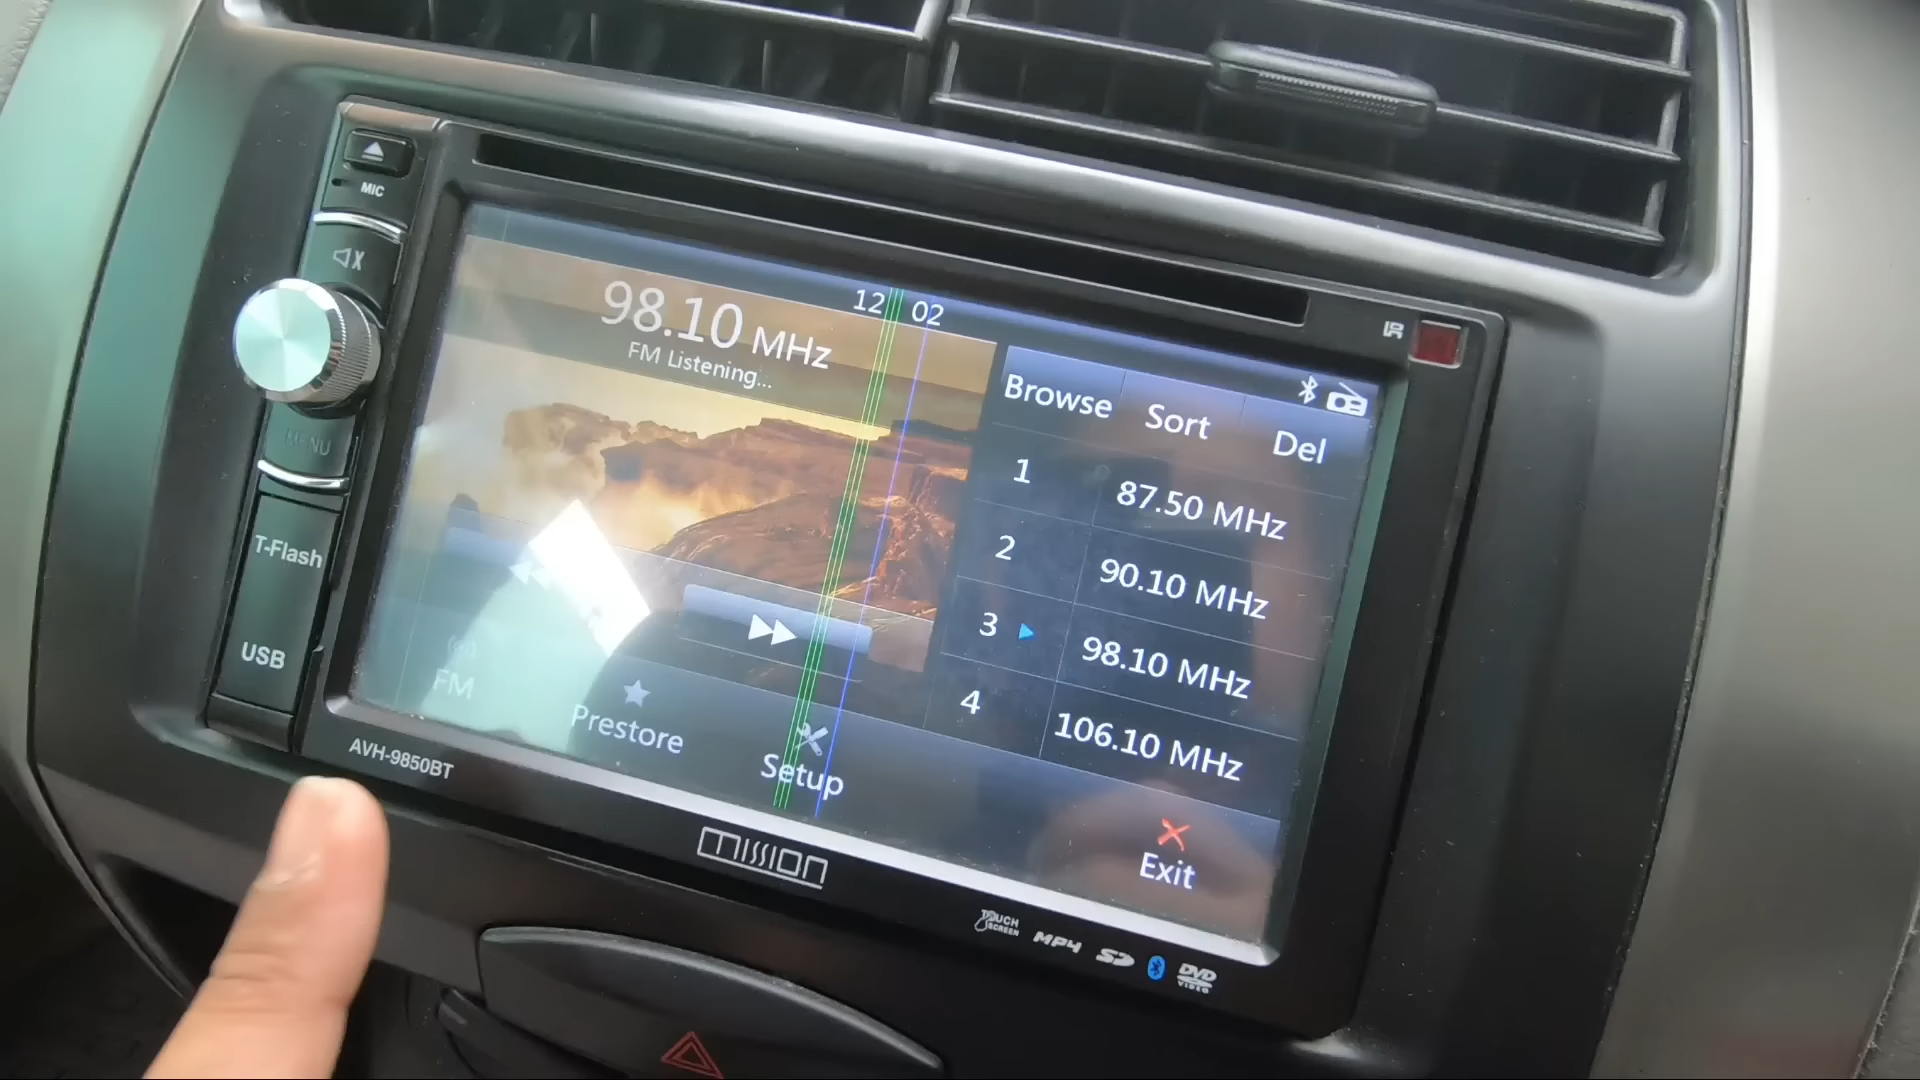 MIC
MENU
T-Flash
USB
AVH-9850BT
12 02
98.10 MHz
FM Listening...
FM
Prestore
Setup
Browse Sort Del
1 87.50 MHz
2 90.10 MHz
3 98.10 MHz
4 106.10 MHz
Exit
IR
mission
TOUCH
SCREEN
MP4
SD
DVD
VIDEO